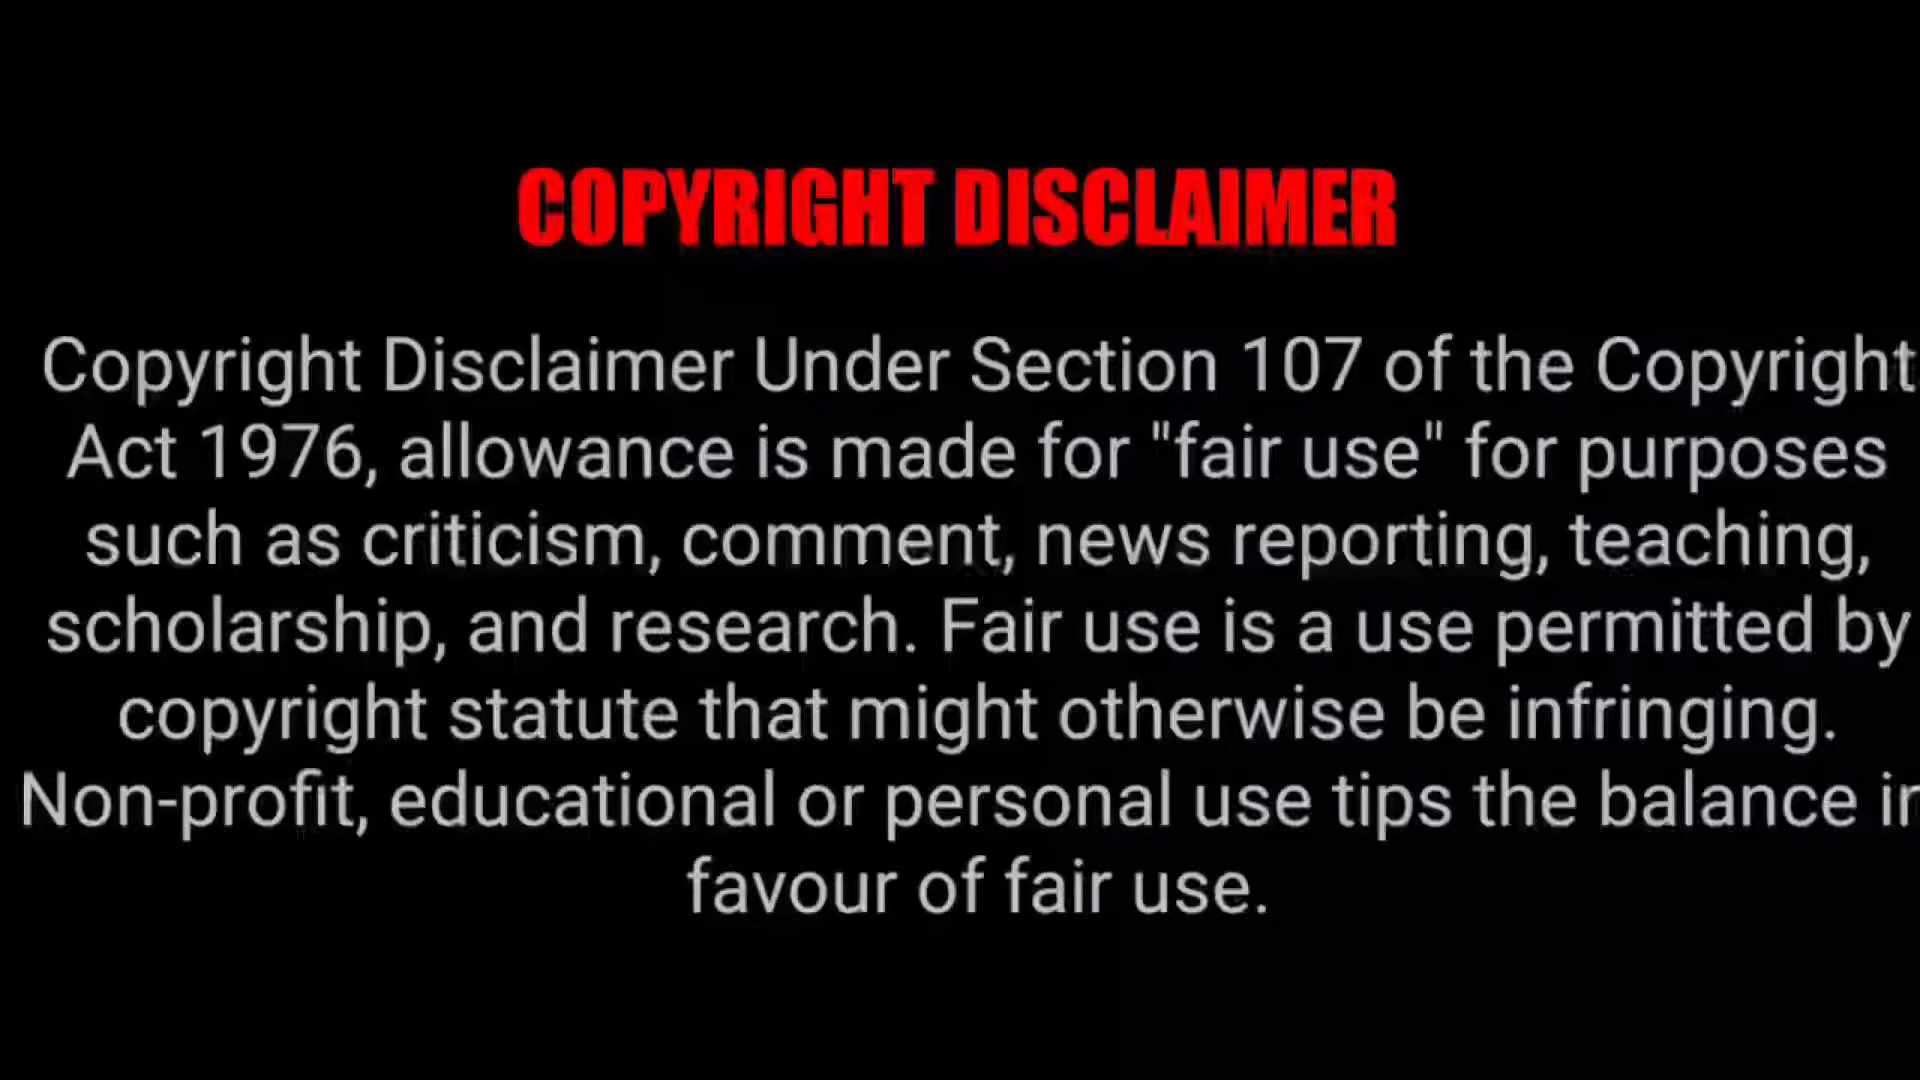 COPYRIGHT DISCLAIMER
Copyright Disclaimer Under Section 107 of the Copyright
Act 1976, allowance is made for "fair use" for purposes
such as criticism, comment, news reporting, teaching,
scholarship, and research. Fair use is a use permitted by
copyright statute that might otherwise be infringing.
Non-profit, educational or personal use tips the balance in
favour of fair use.